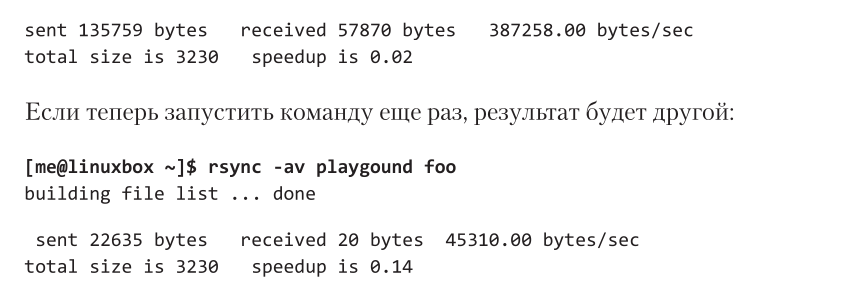 sent 135759 bytes   received 57870 bytes   387258.00 bytes/sec
total size is 3230   speedup is 0.02
Если теперь запустить команду еще раз, результат будет другой:
[me@linuxbox ~]$ rsync -av playgound foo
building file list ... done
sent 22635 bytes   received 20 bytes  45310.00 bytes/sec
total size is 3230   speedup is 0.14